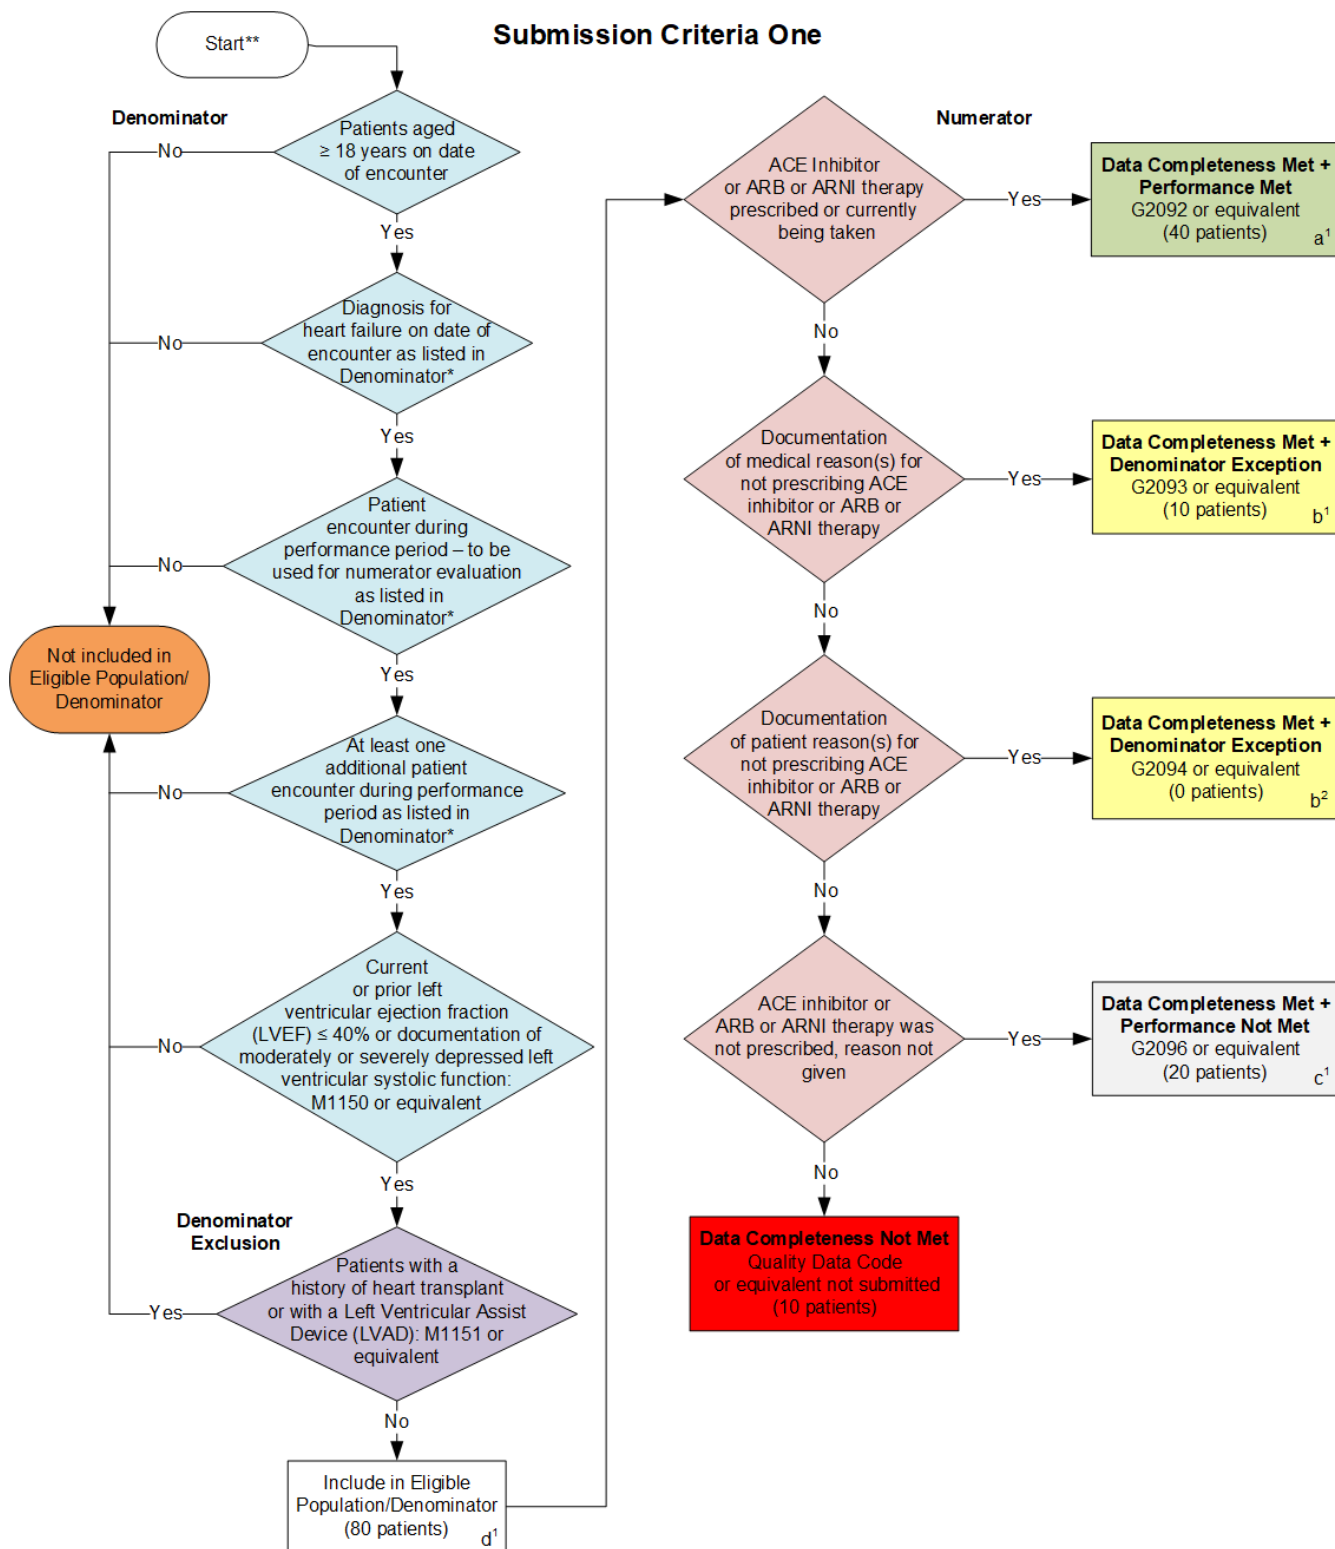 Submission Criteria One
Start**
Denominator
Patients aged
≥ 18 years on date
of encounter
No
Yes
Diagnosis for
heart failure on date of
encounter as listed in
Denominator*
No
Yes
Patient
encounter during
performance period – to be
used for numerator evaluation
as listed in
Denominator*
No
Yes
Not included in
Eligible Population/
Denominator
At least one
additional patient
encounter during performance
period as listed in
Denominator*
No
Yes
Current
or prior left
ventricular ejection fraction
(LVEF) ≤ 40% or documentation of
moderately or severely depressed left
ventricular systolic function:
M1150 or equivalent
No
Yes
Denominator
Exclusion
Patients with a
history of heart transplant
or with a Left Ventricular Assist
Device (LVAD): M1151 or
equivalent
Yes
No
Include in Eligible
Population/Denominator
(80 patients)
d¹
Numerator
ACE Inhibitor
or ARB or ARNI therapy
prescribed or currently
being taken
Yes
Data Completeness Met +
Performance Met
G2092 or equivalent
(40 patients)
a¹
No
Documentation
of medical reason(s) for
not prescribing ACE
inhibitor or ARB or
ARNI therapy
Yes
Data Completeness Met +
Denominator Exception
G2093 or equivalent
(10 patients)
b¹
No
Documentation
of patient reason(s) for
not prescribing ACE
inhibitor or ARB or
ARNI therapy
Yes
Data Completeness Met +
Denominator Exception
G2094 or equivalent
(0 patients)
b²
No
ACE inhibitor or
ARB or ARNI therapy was
not prescribed, reason not
given
Yes
Data Completeness Met +
Performance Not Met
G2096 or equivalent
(20 patients)
c¹
No
Data Completeness Not Met
Quality Data Code
or equivalent not submitted
(10 patients)